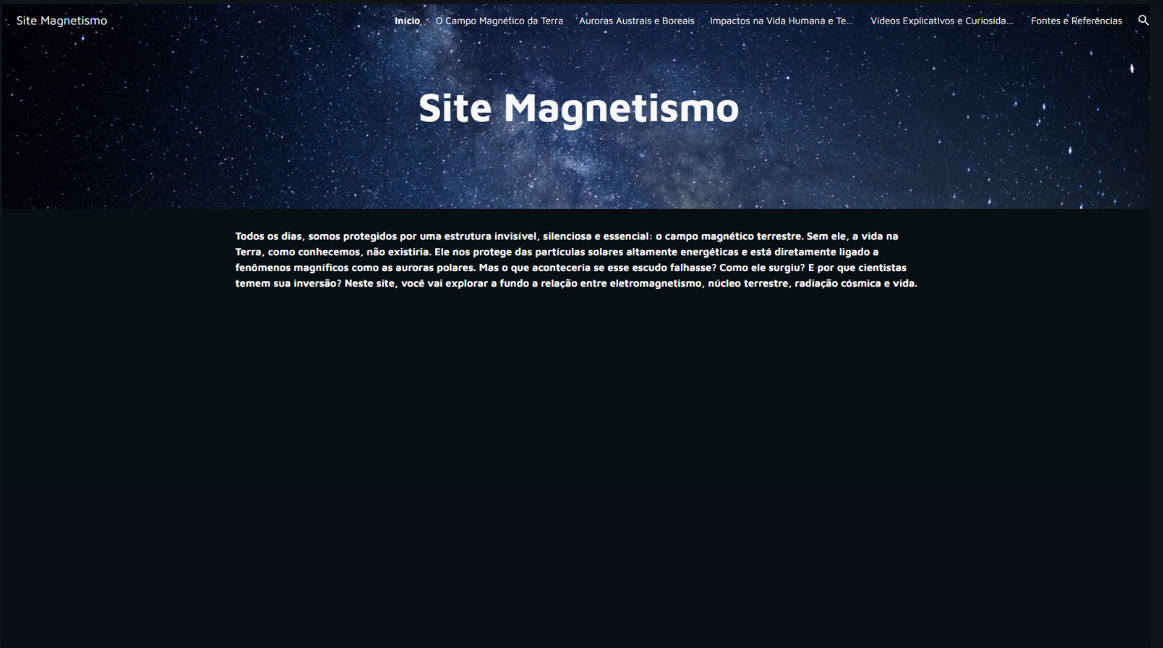 Site Magnetismo
Início
O Campo Magnético da Terra
Auroras Austrais e Boreais
Impactos na Vida Humana e Te...
Vídeos Explicativos e Curiosida...
Fontes e Referências
Site Magnetismo
Todos os dias, somos protegidos por uma estrutura invisível, silenciosa e essencial: o campo magnético terrestre. Sem ele, a vida na
Terra, como conhecemos, não existiria. Ele nos protege das partículas solares altamente energéticas e está diretamente ligado a
fenômenos magníficos como as auroras polares. Mas o que aconteceria se esse escudo falhasse? Como ele surgiu? E por que cientistas
temem sua inversão? Neste site, você vai explorar a fundo a relação entre eletromagnetismo, núcleo terrestre, radiação cósmica e vida.